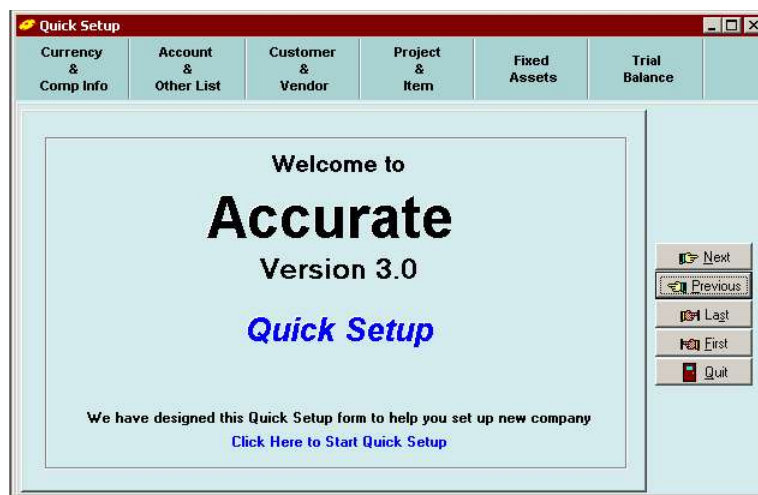 Quick Setup
Currency
&
Comp Info
Account
&
Other List
Customer
&
Vendor
Project
&
Item
Fixed
Assets
Trial
Balance
Welcome to
Accurate
Version 3.0
Quick Setup
We have designed this Quick Setup form to help you set up new company
Click Here to Start Quick Setup
Next
Previous
Last
First
Quit